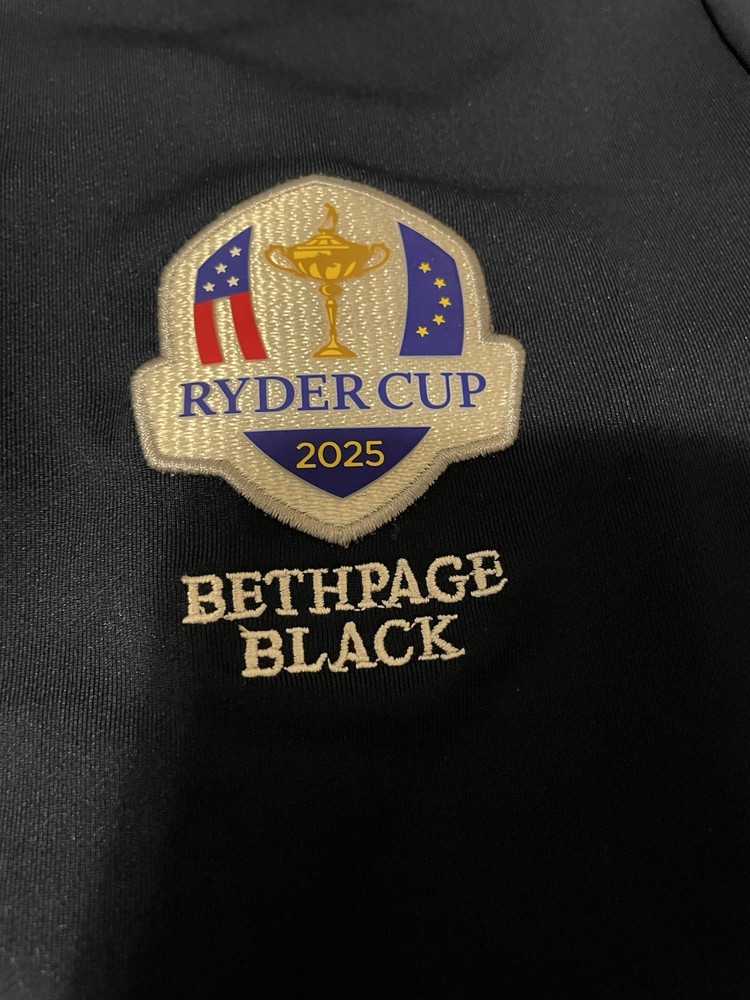 RYDER CUP
2025
BETHPAGE
BLACK